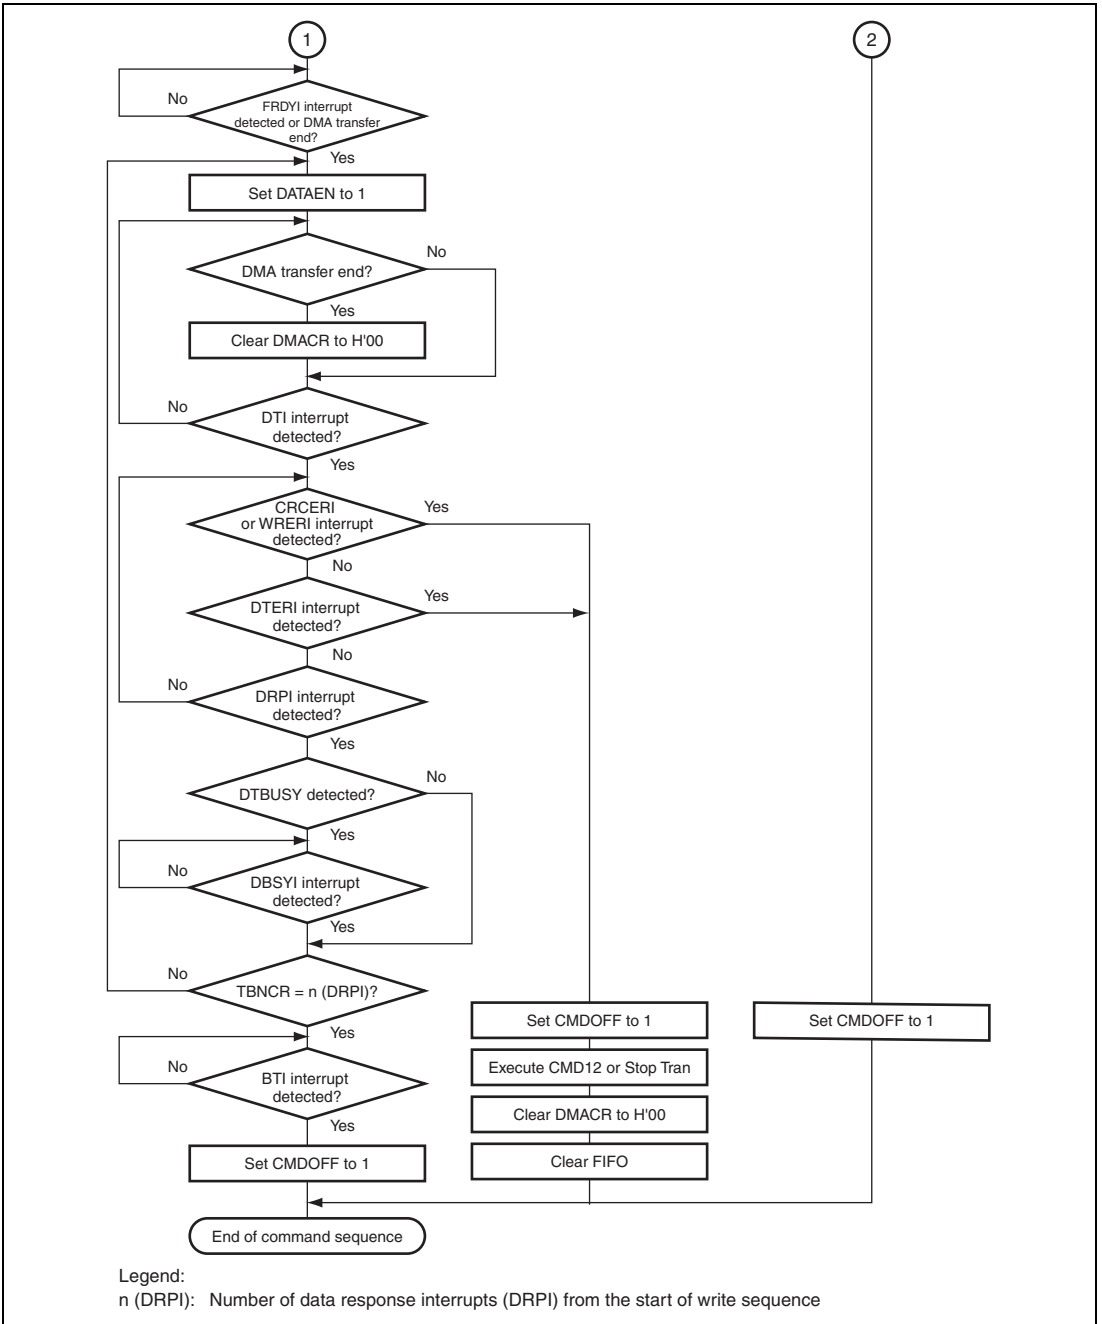 1
2
No
FRDYI interrupt
detected or DMA transfer
end?
Yes
Set DATAEN to 1
No
DMA transfer end?
Yes
Clear DMACR to H'00
No
DTI interrupt
detected?
Yes
CRCERI
or WRERI interrupt
detected?
Yes
No
DTERI interrupt
detected?
Yes
No
No
DRPI interrupt
detected?
Yes
No
DTBUSY detected?
Yes
No
DBSYI interrupt
detected?
Yes
No
TBNCR = n (DRPI)?
Yes
No
BTI interrupt
detected?
Yes
Set CMDOFF to 1
Set CMDOFF to 1
Execute CMD12 or Stop Tran
Clear DMACR to H'00
Clear FIFO
Set CMDOFF to 1
End of command sequence
Legend:
n (DRPI): Number of data response interrupts (DRPI) from the start of write sequence